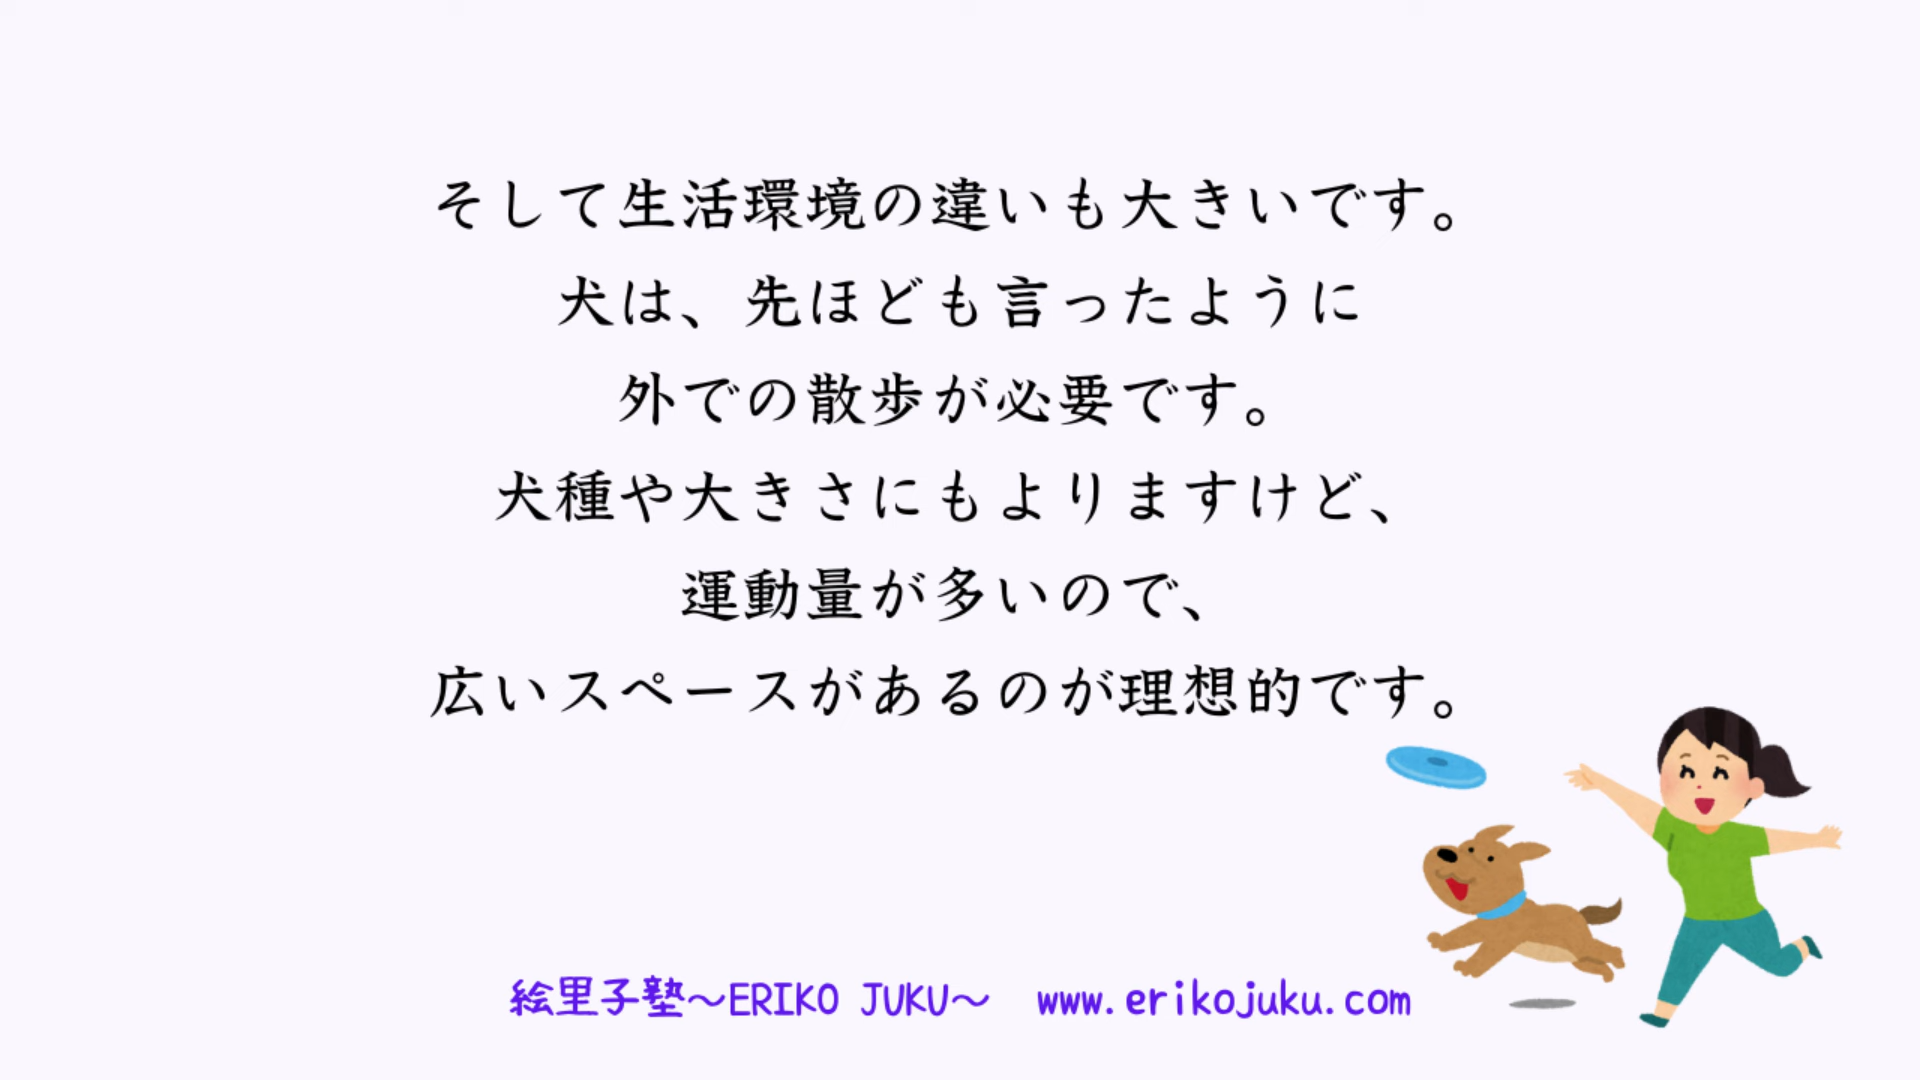 そして生活環境の違いも大きいです。
犬は、先ほども言ったように
外での散歩が必要です。
犬種や大きさにもよりますけど、
運動量が多いので、
広いスペースがあるのが理想的です。
絵里子塾〜ERIKO JUKU〜　www.erikojuku.com